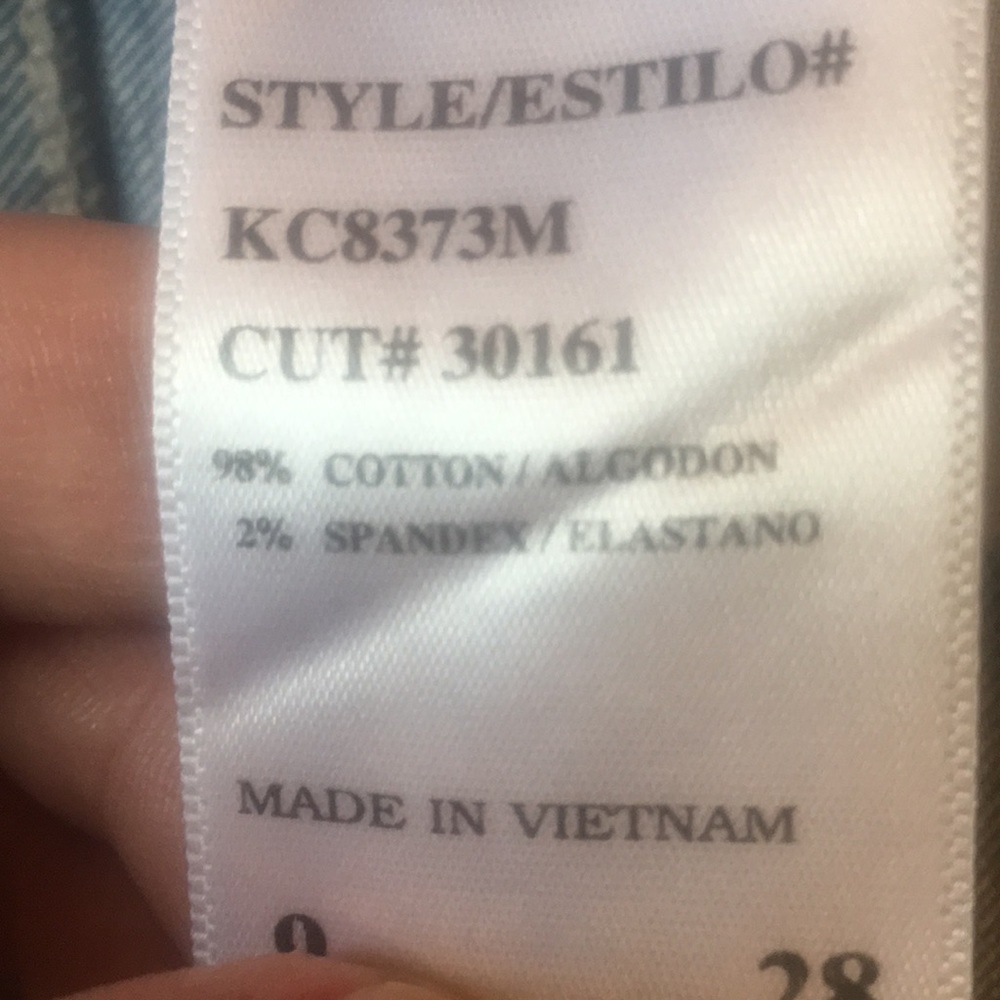 STYLE/ESTILO#
KC8373M
CUT# 30161
98% COTTON / ALGODON
2% SPANDEX / ELASTANO
MADE IN VIETNAM
28